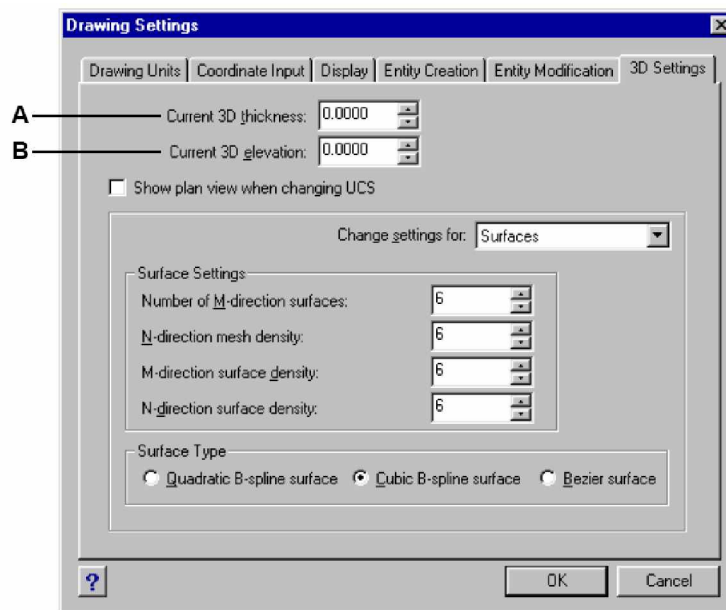 Drawing Settings
Drawing Units Coordinate Input Display Entity Creation Entity Modification 3D Settings
A Current 3D thickness: 0.0000
B Current 3D elevation: 0.0000
Show plan view when changing UCS
Change settings for: Surfaces
Surface Settings
Number of M-direction surfaces: 6
N-direction mesh density: 6
M-direction surface density: 6
N-direction surface density: 6
Surface Type
Quadratic B-spline surface Cubic B-spline surface Bezier surface
? OK Cancel